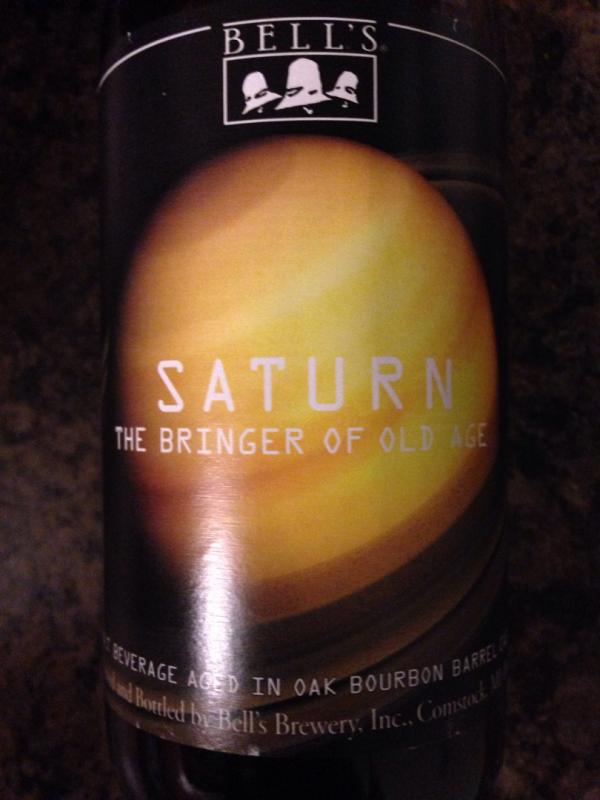 BELL'S
SATURN
THE BRINGER OF OLD AGE
BEVERAGE AGED IN OAK BOURBON BARREL
and Bottled by Bell's Brewery, Inc., Comstock,